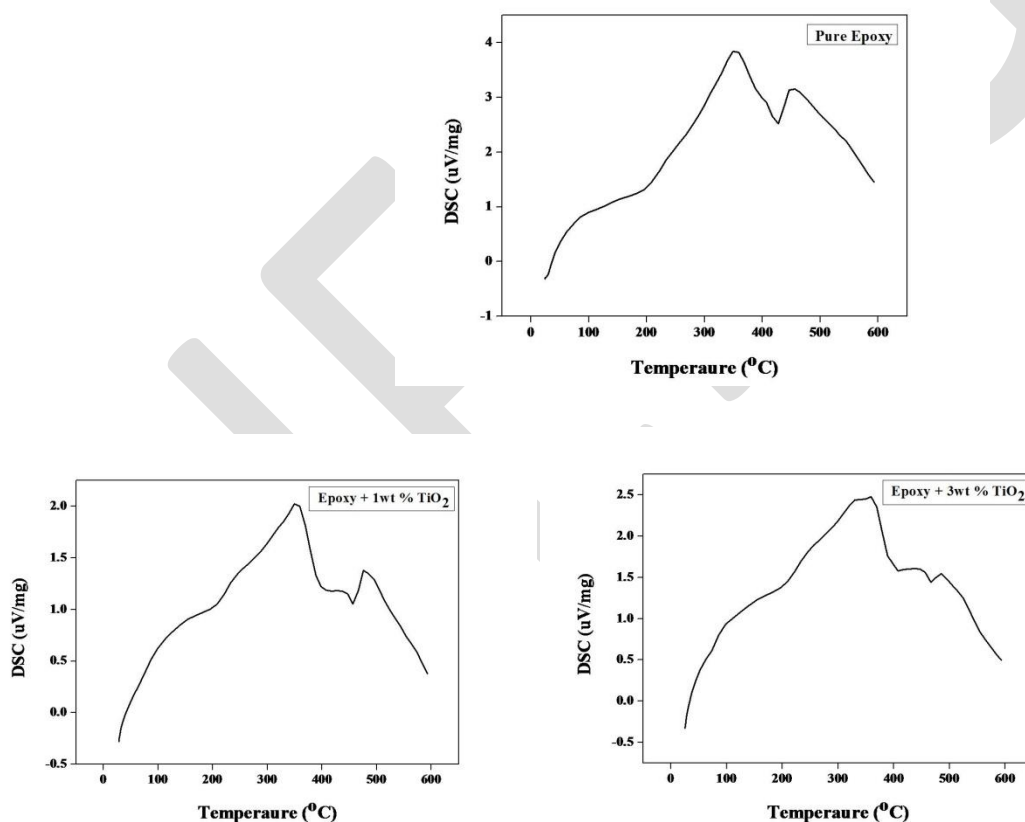 Pure Epoxy
4
3
2
1
0
-1
DSC (uV/mg)
0 100 200 300 400 500 600
Temperaure (⁰C)
Epoxy + 1wt % TiO₂
2.0
1.5
1.0
0.5
0.0
-0.5
DSC (uV/mg)
0 100 200 300 400 500 600
Temperaure (⁰C)
Epoxy + 3wt % TiO₂
2.5
2.0
1.5
1.0
0.5
0.0
-0.5
DSC (uV/mg)
0 100 200 300 400 500 600
Temperaure (⁰C)